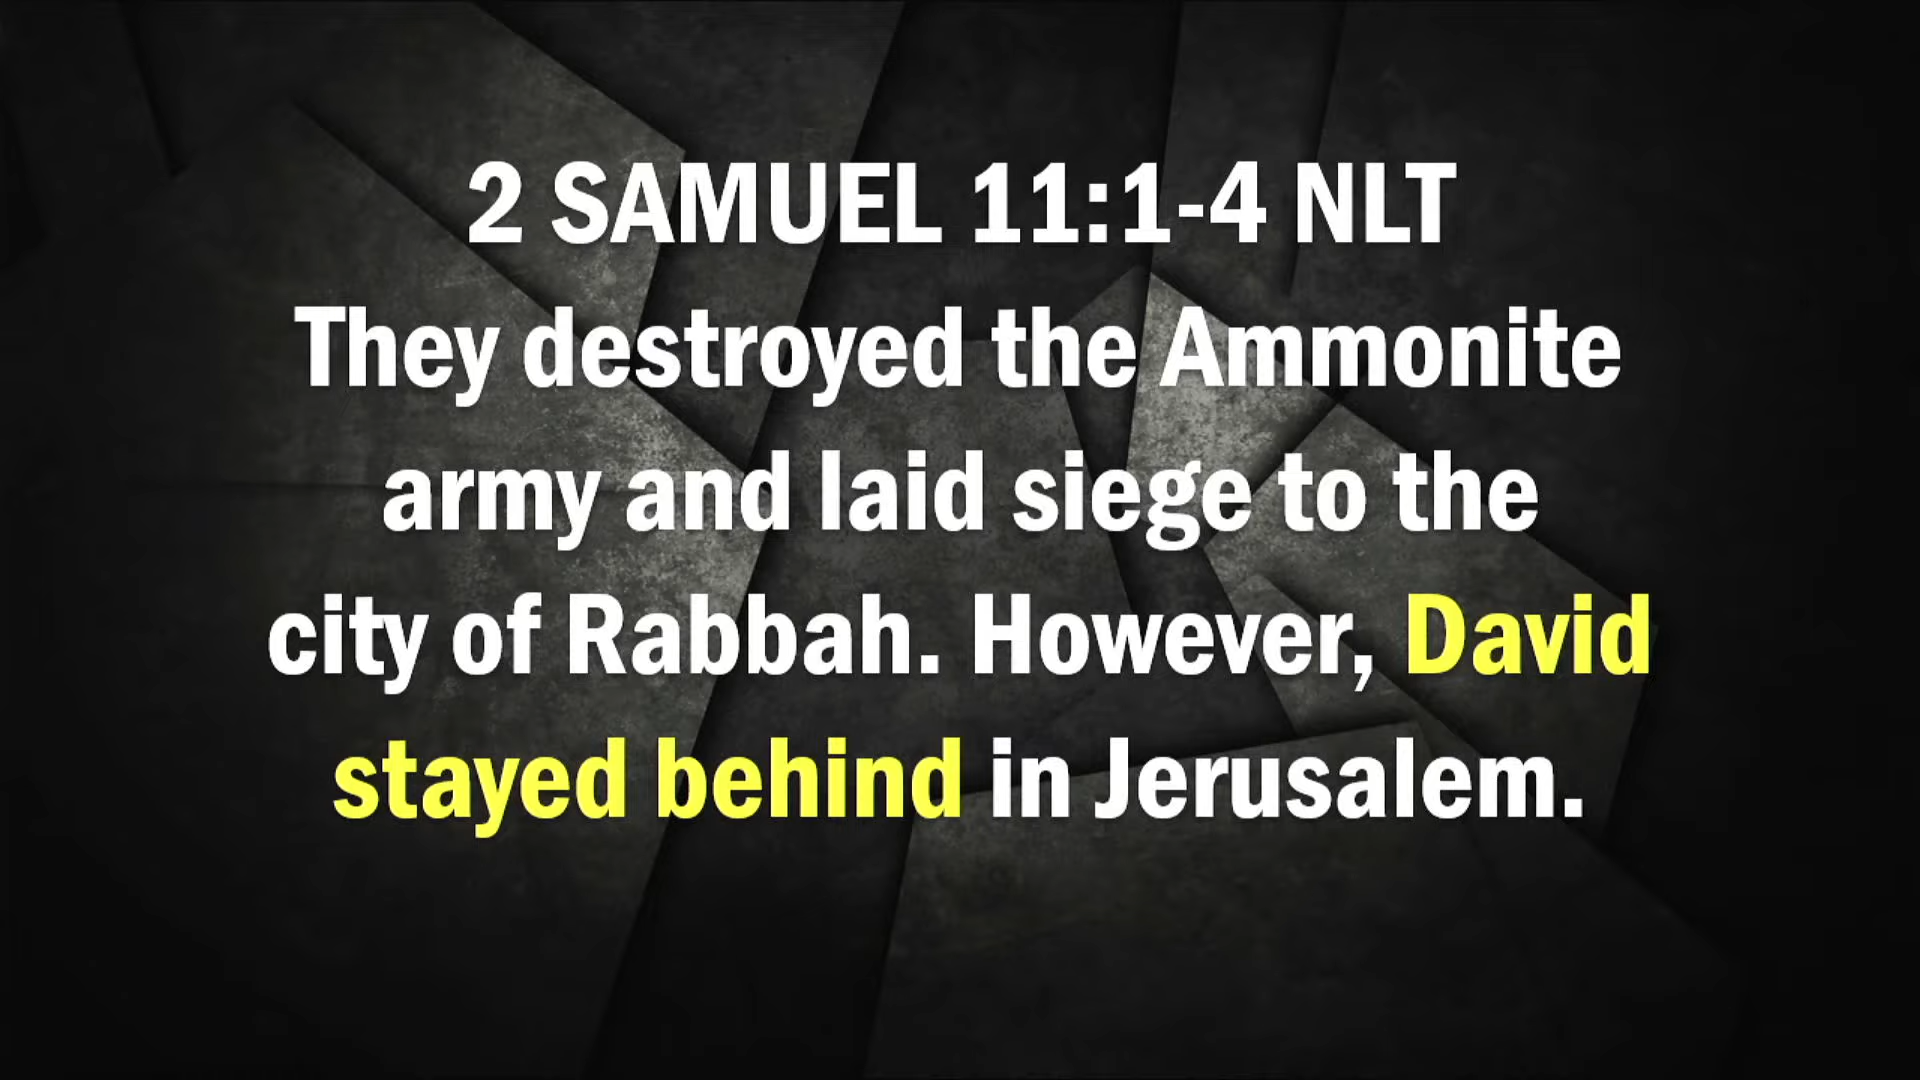 2 SAMUEL 11:1-4 NLT
They destroyed the Ammonite
army and laid siege to the
city of Rabbah. However, David
stayed behind in Jerusalem.